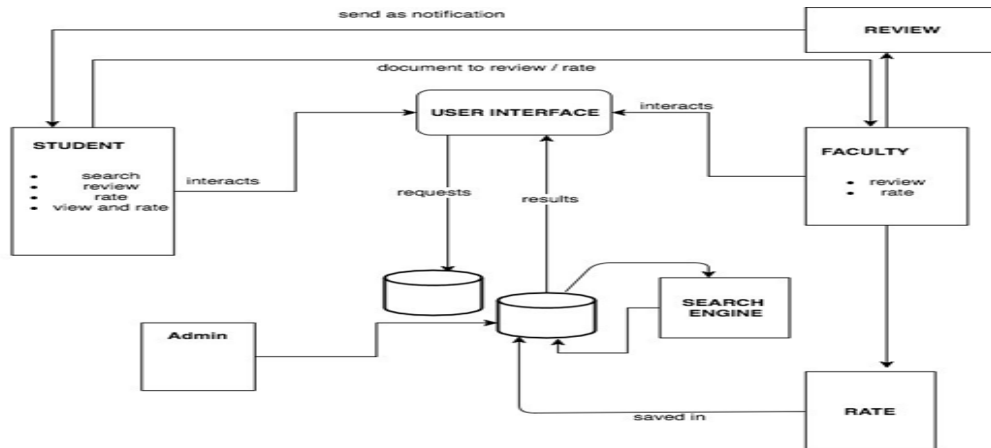 send as notification
REVIEW
document to review / rate
USER INTERFACE
interacts
STUDENT
• search
• review
• rate
• view and rate
interacts
FACULTY
• review
• rate
requests
results
SEARCH
ENGINE
Admin
saved in
RATE